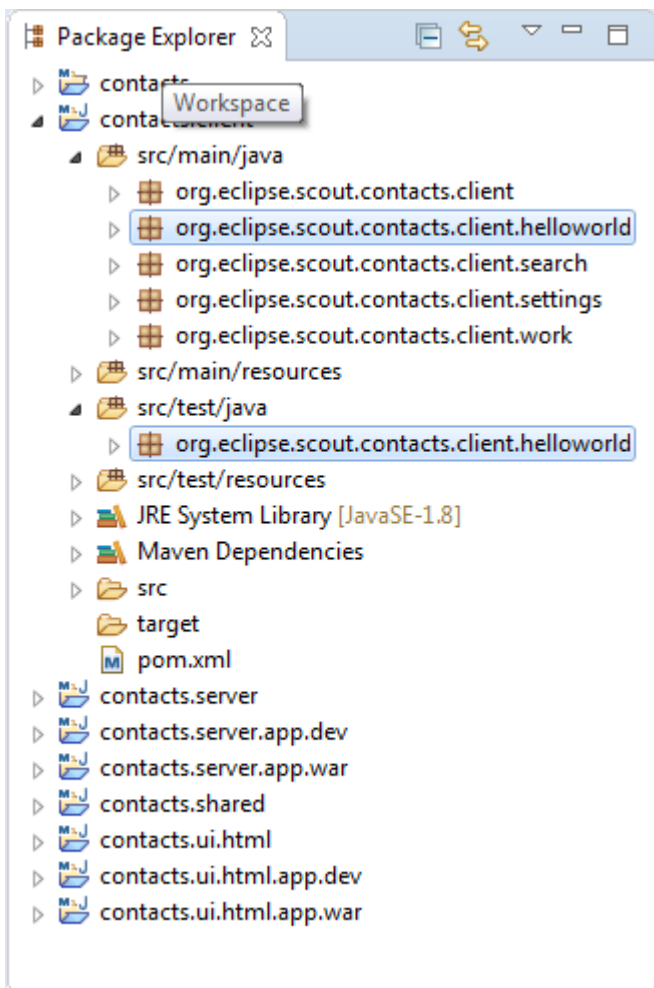 Package Explorer
contacts
Workspace
contacts.client
src/main/java
org.eclipse.scout.contacts.client
org.eclipse.scout.contacts.client.helloworld
org.eclipse.scout.contacts.client.search
org.eclipse.scout.contacts.client.settings
org.eclipse.scout.contacts.client.work
src/main/resources
src/test/java
org.eclipse.scout.contacts.client.helloworld
src/test/resources
JRE System Library [JavaSE-1.8]
Maven Dependencies
src
target
pom.xml
contacts.server
contacts.server.app.dev
contacts.server.app.war
contacts.shared
contacts.ui.html
contacts.ui.html.app.dev
contacts.ui.html.app.war